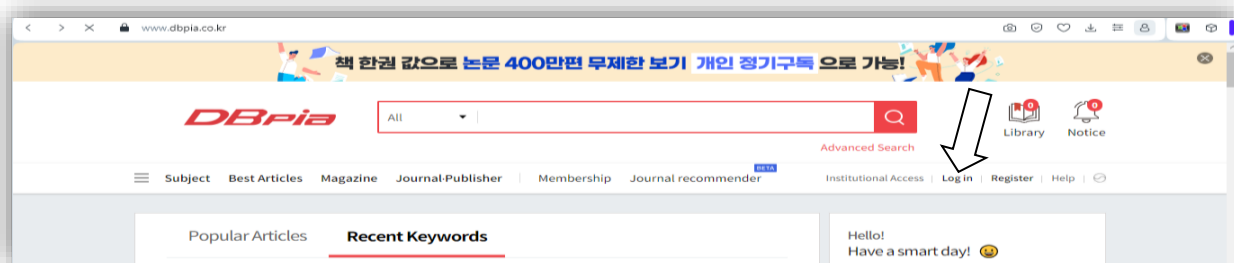 www.dbpia.co.kr
책 한권 값으로 논문 400만편 무제한 보기 개인 정기구독 으로 가능!
DBpia
All
0
0
Library
Notice
Advanced Search
BETA
Subject Best Articles Magazine Journal·Publisher Membership Journal recommender Institutional Access Log in Register Help
Popular Articles Recent Keywords
Hello!
Have a smart day!